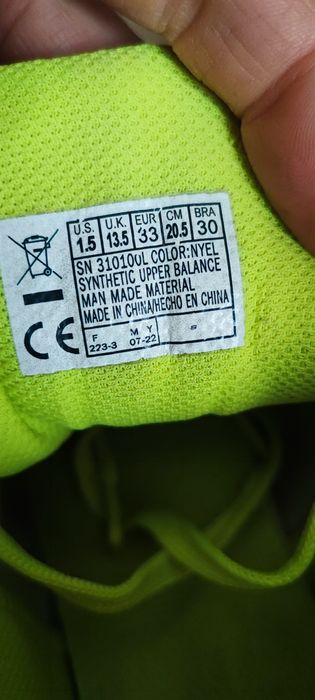 U.S. U.K. EUR CM BRA
1.5 13.5 33 20.5 30
SN 310100L COLOR:NYEL
SYNTHETIC UPPER BALANCE
MAN MADE MATERIAL
MADE IN CHINA/HECHO EN CHINA
F M Y
223-3 07-22
CE